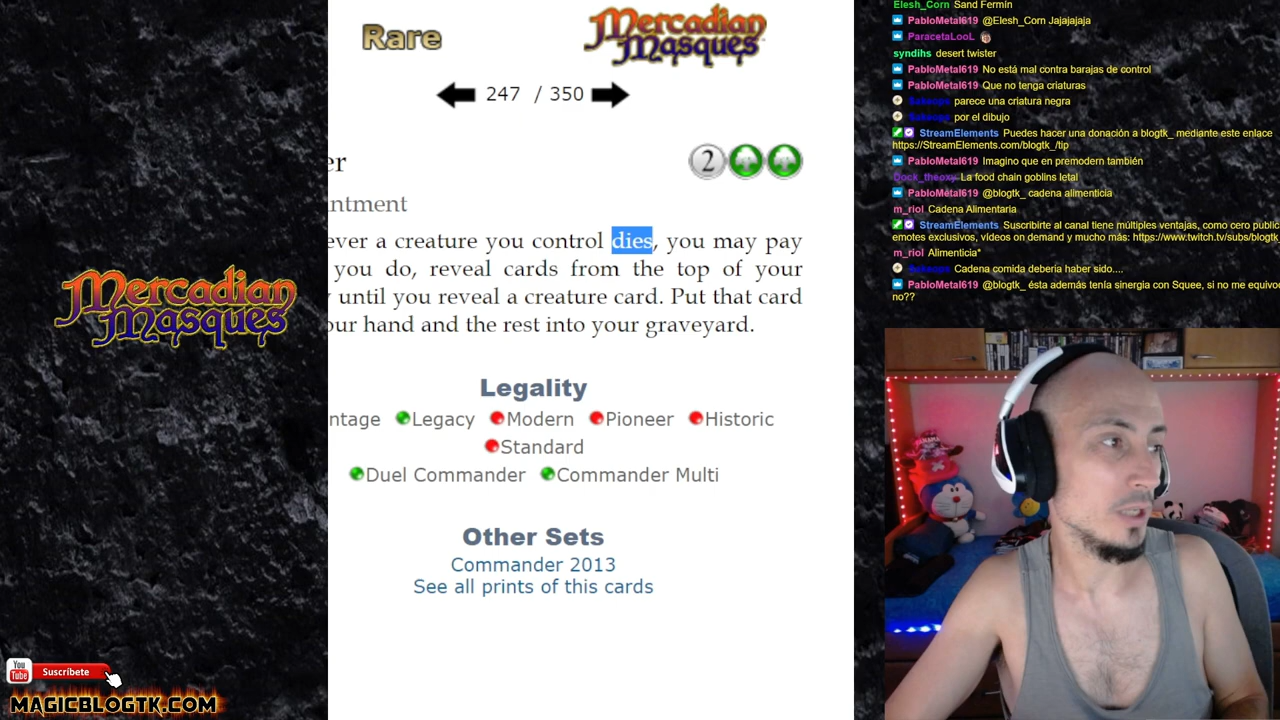 Rare
Mercadian
Masques
247 / 350
er
2
ntment
ever a creature you control dies, you may pay
you do, reveal cards from the top of your
until you reveal a creature card. Put that card
our hand and the rest into your graveyard.
Legality
ntage Legacy Modern Pioneer Historic
Standard
Duel Commander Commander Multi
Other Sets
Commander 2013
See all prints of this cards
Mercadian
Masques
You
Tube
Suscríbete
MAGICBLOGTK.COM
Elesh_Corn Sand Fermín
PabloMetal619 @Elesh_Corn Jajajajaja
ParacetaLooL
syndihs desert twister
PabloMetal619 No está mal contra barajas de control
PabloMetal619 Que no tenga criaturas
parece una criatura negra
por el dibujo
StreamElements Puedes hacer una donación a blogtk_ mediante este enlace
https://StreamElements.com/blogtk_/tip
PabloMetal619 Imagino que en premodern también
La food chain goblins letal
PabloMetal619 @blogtk_ cadena alimenticia
m_riol Cadena Alimentaria
StreamElements Suscribirte al canal tiene múltiples ventajas, como cero public
emotes exclusivos, vídeos on demand y mucho más: https://www.twitch.tv/subs/blogtk_
m_riol Alimenticia*
Cadena comida debería haber sido....
PabloMetal619 @blogtk_ ésta además tenía sinergia con Squee, si no me equivoc
no??